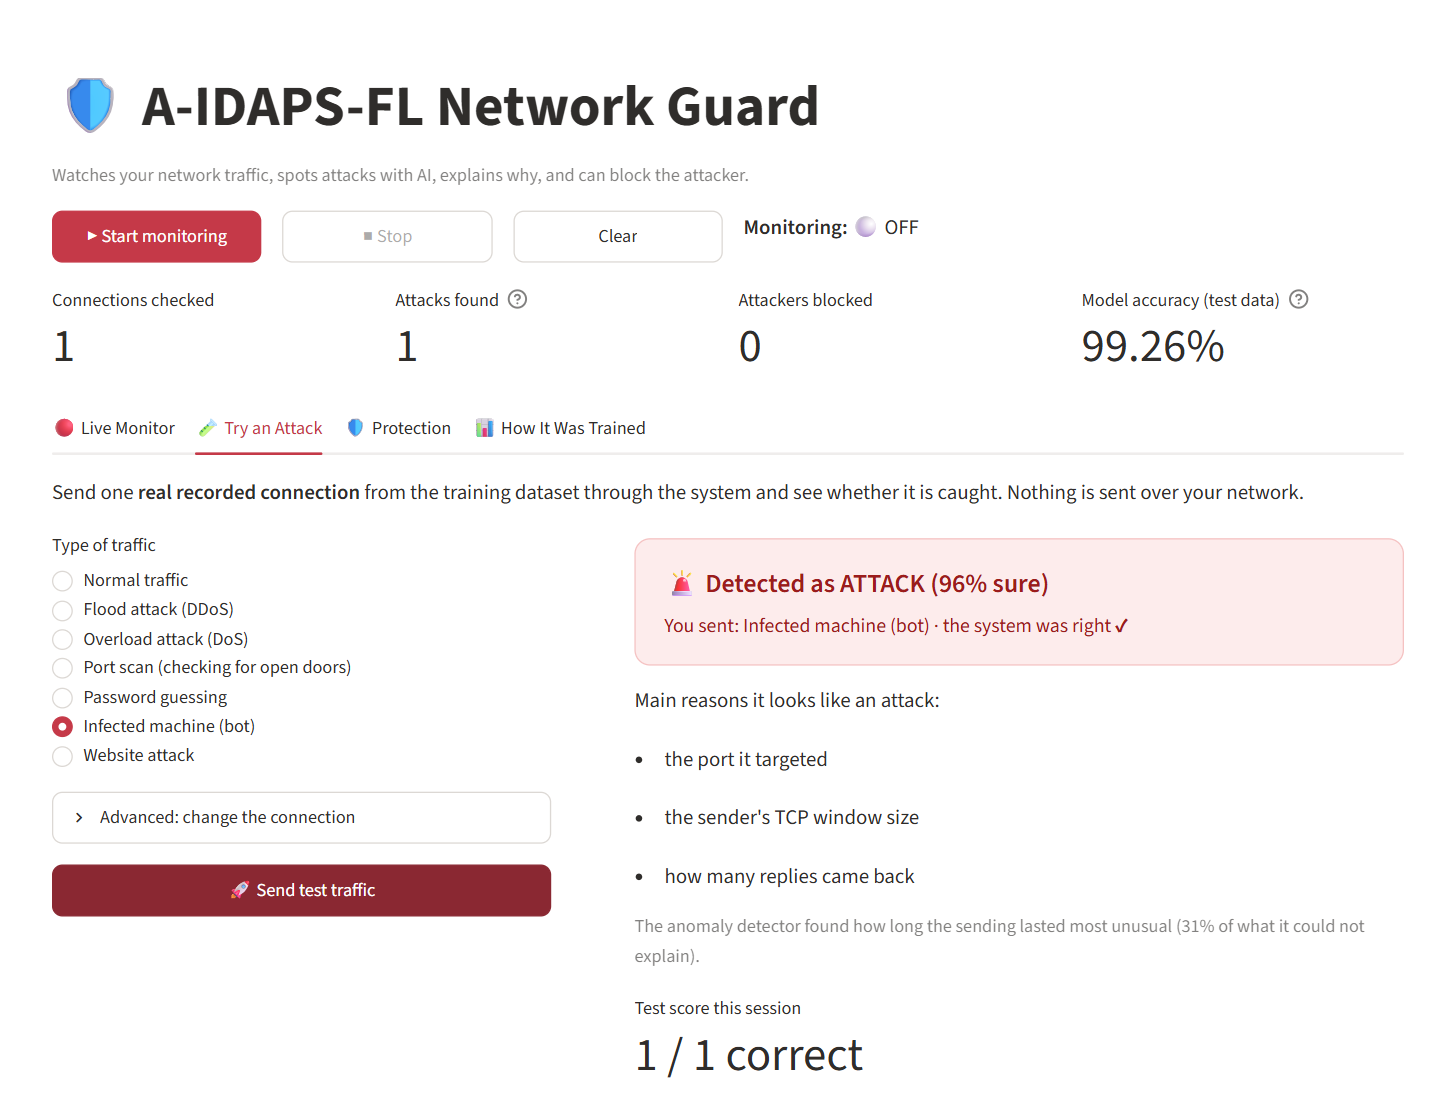 A-IDAPS-FL Network Guard
Watches your network traffic, spots attacks with AI, explains why, and can block the attacker.
Start monitoring
Stop
Clear
Monitoring: OFF
Connections checked
1
Attacks found
1
Attackers blocked
0
Model accuracy (test data)
99.26%
Live Monitor
Try an Attack
Protection
How It Was Trained
Send one real recorded connection from the training dataset through the system and see whether it is caught. Nothing is sent over your network.
Type of traffic
Normal traffic
Flood attack (DDoS)
Overload attack (DoS)
Port scan (checking for open doors)
Password guessing
Infected machine (bot)
Website attack
Advanced: change the connection
Send test traffic
Detected as ATTACK (96% sure)
You sent: Infected machine (bot) · the system was right ✓
Main reasons it looks like an attack:
• the port it targeted
• the sender's TCP window size
• how many replies came back
The anomaly detector found how long the sending lasted most unusual (31% of what it could not
explain).
Test score this session
1 / 1 correct